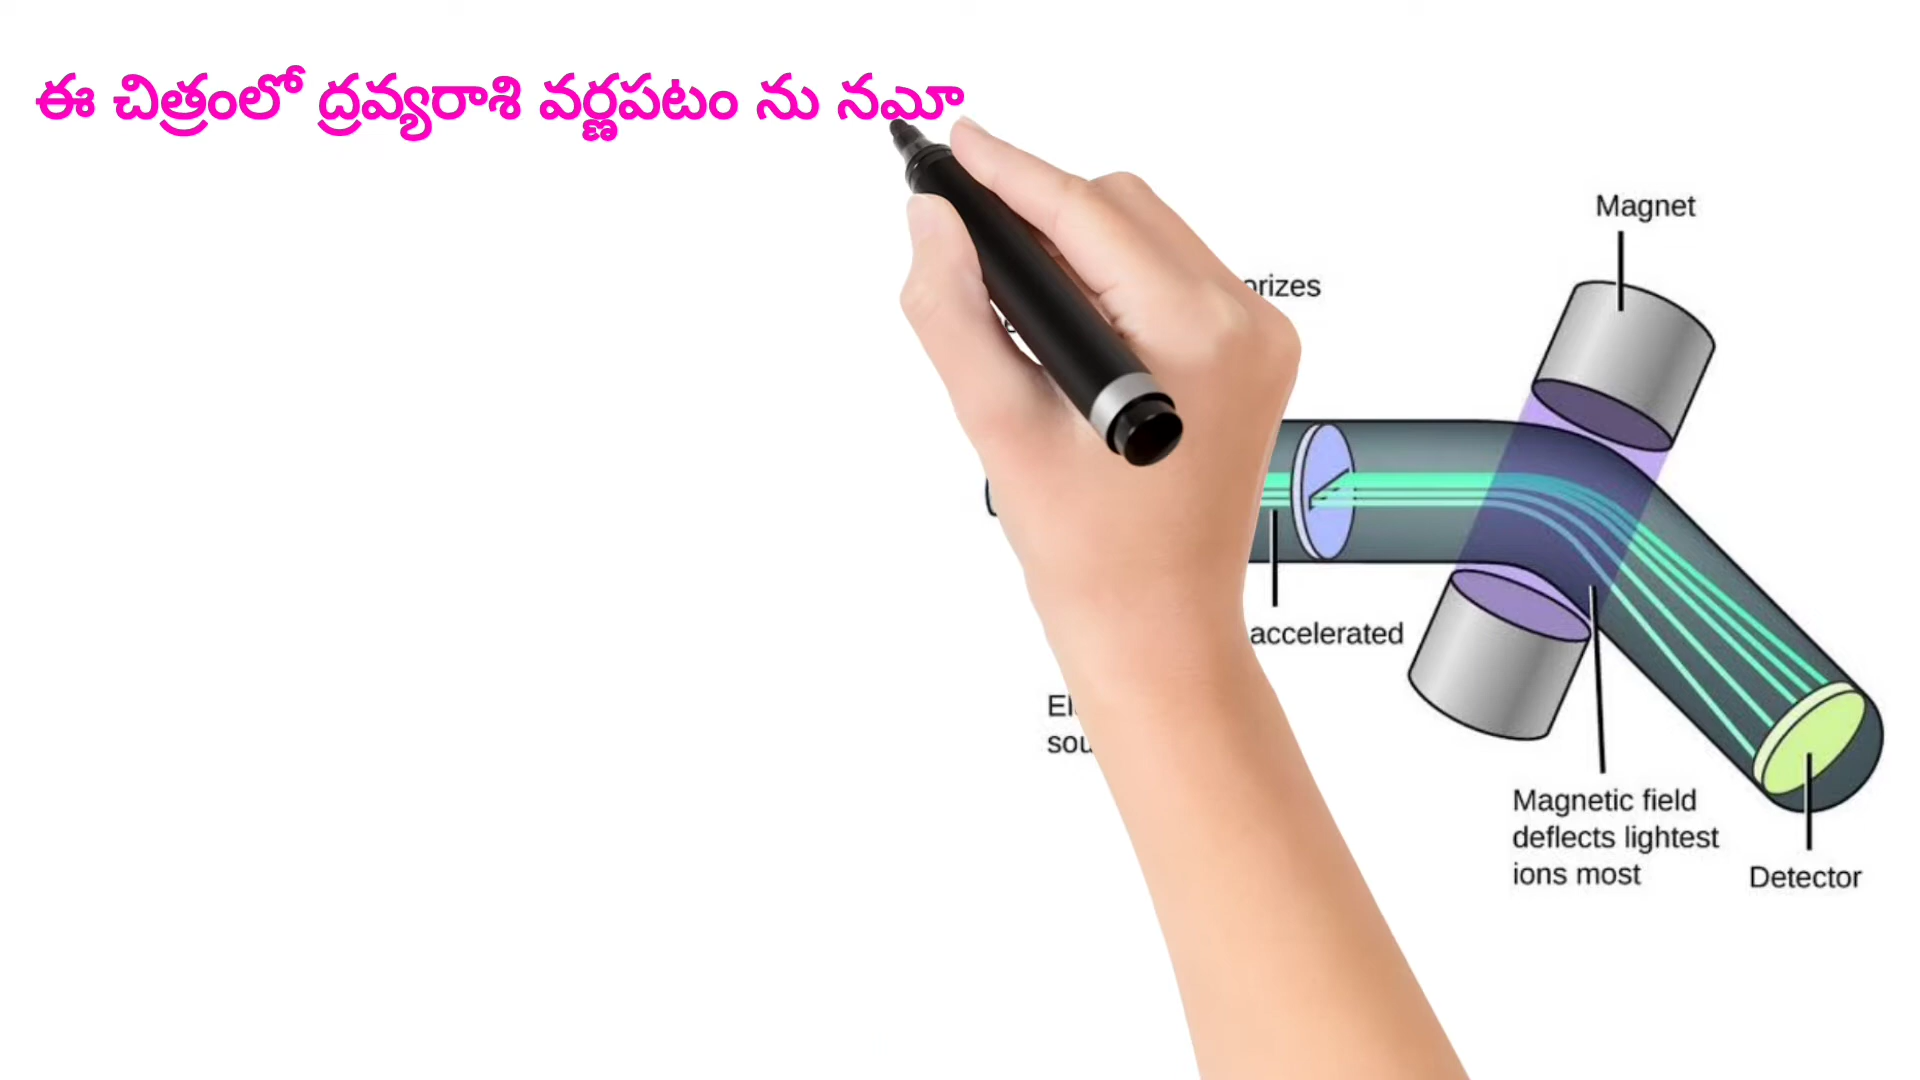 ఈ చిత్రంలో ద్రవ్యరాశి వర్ణపటం ను నమో
Magnet
accelerated
Magnetic field
deflects lightest
ions most
Detector